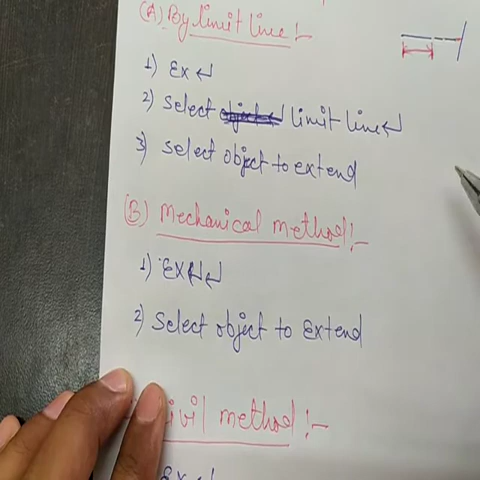 (A) By limit line :-
1) Ex ↵
2) Select limit line ↵
3) Select object to extend
(B) Mechanical method :-
1) Ex ↵ ↵
2) Select object to Extend
method :-
Ex ↵